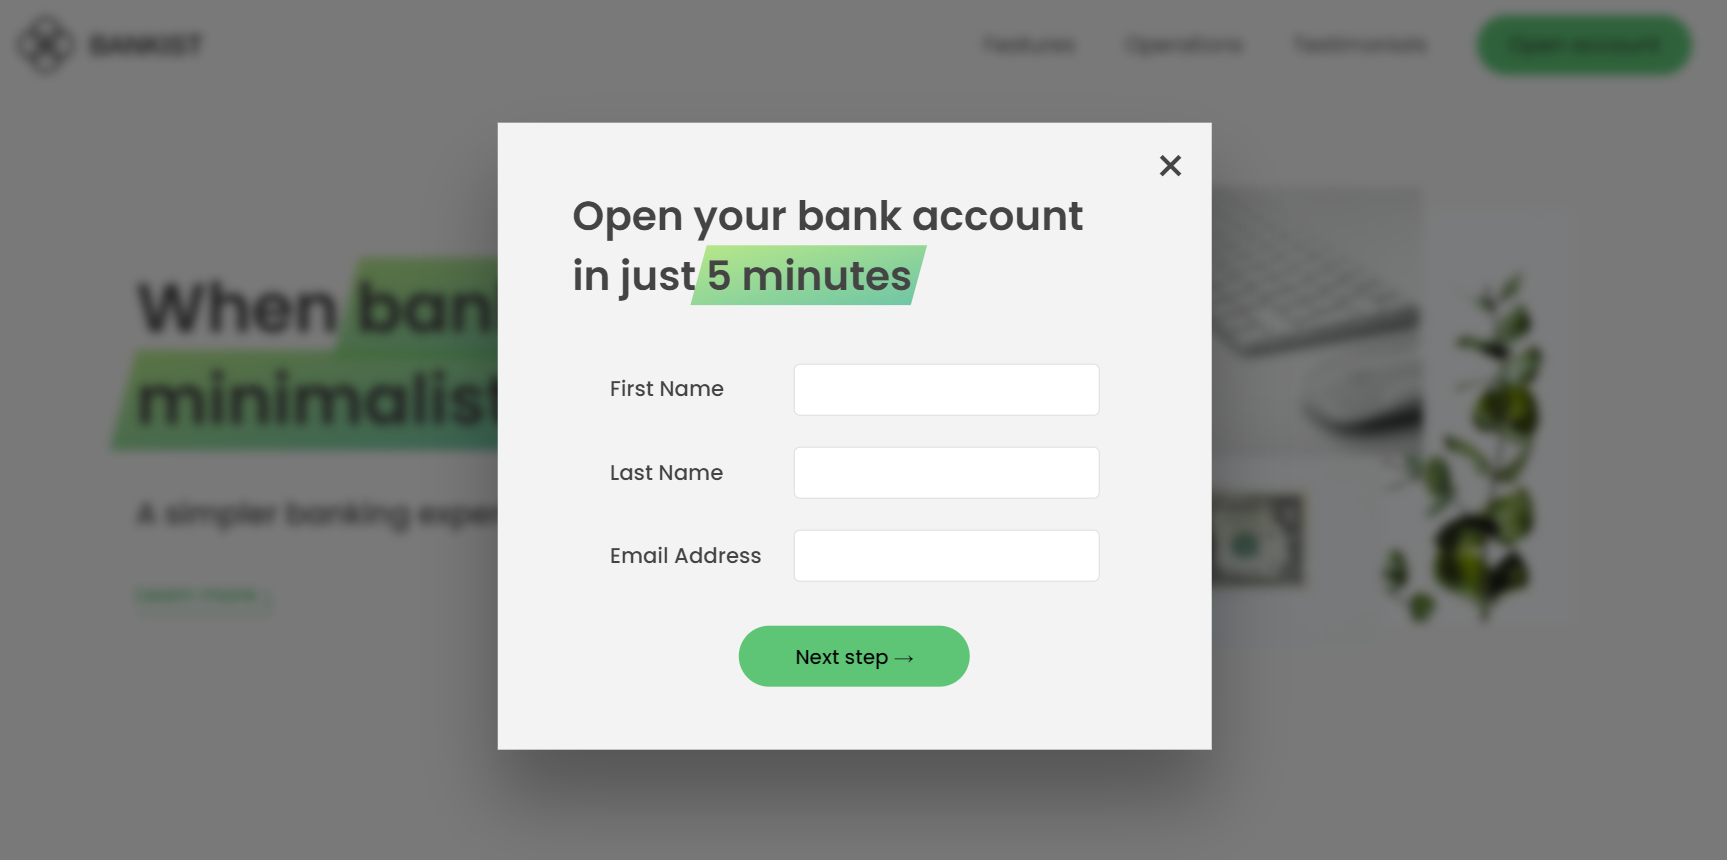 BANKIST
Features
Operations
Testimonials
Open account
×
Open your bank account
in just 5 minutes
When ban
minimalist
First Name
Last Name
A simpler banking exper
Email Address
Learn more
Next step →